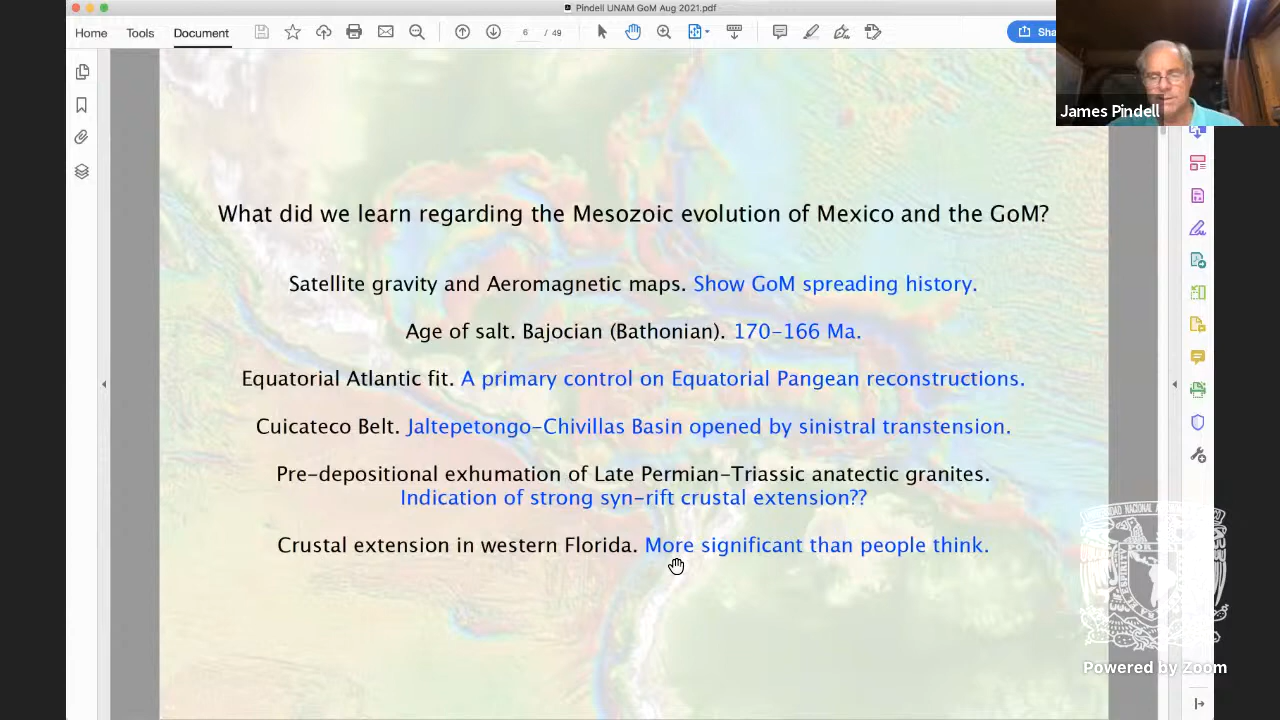 Pindell UNAM GoM Aug 2021.pdf
Home
Tools
Document
6 / 49
Sha
James Pindell
What did we learn regarding the Mesozoic evolution of Mexico and the GoM?
Satellite gravity and Aeromagnetic maps. Show GoM spreading history.
Age of salt. Bajocian (Bathonian). 170-166 Ma.
Equatorial Atlantic fit. A primary control on Equatorial Pangean reconstructions.
Cuicateco Belt. Jaltepetongo-Chivillas Basin opened by sinistral transtension.
Pre-depositional exhumation of Late Permian-Triassic anatectic granites.
Indication of strong syn-rift crustal extension??
Crustal extension in western Florida. More significant than people think.
Powered by Zoom